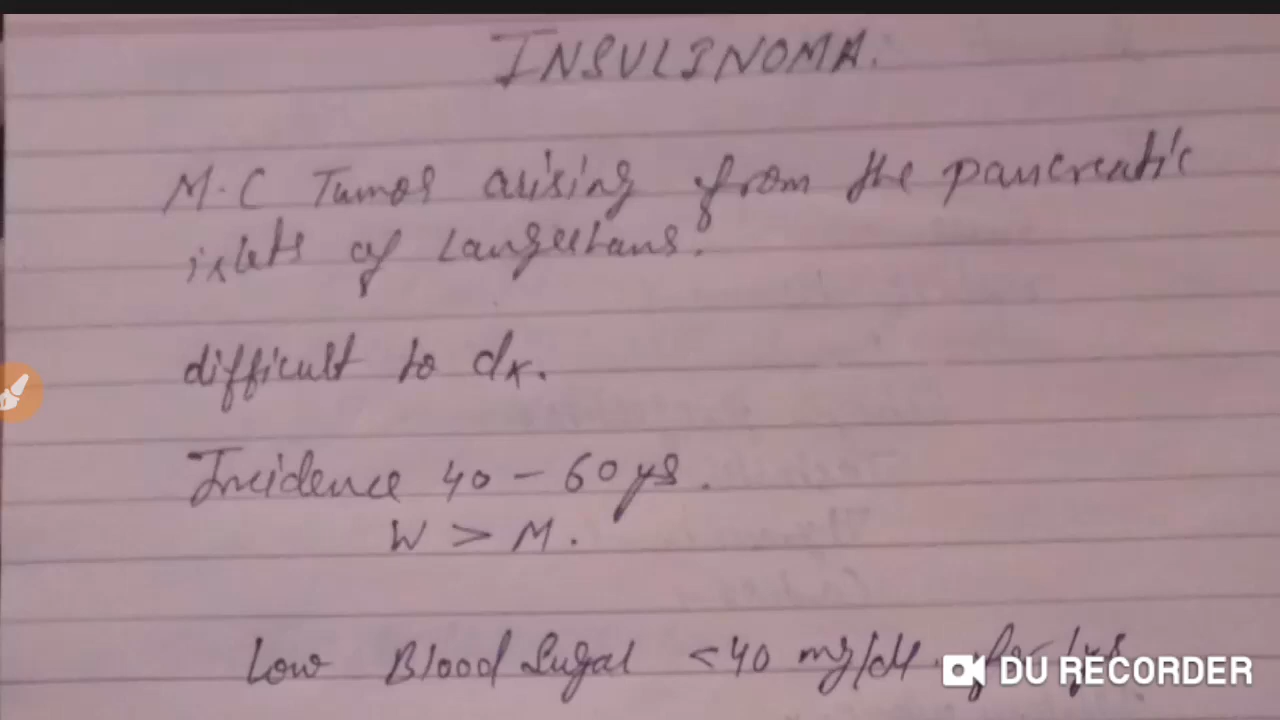 INSULINOMA.
M.C Tumor arising from the pancreatic
islets of Langerhans.
difficult to dx.
Incidence 40 - 60 ys.
W > M.
Low Blood Sugar <40 mg/dl
DU RECORDER